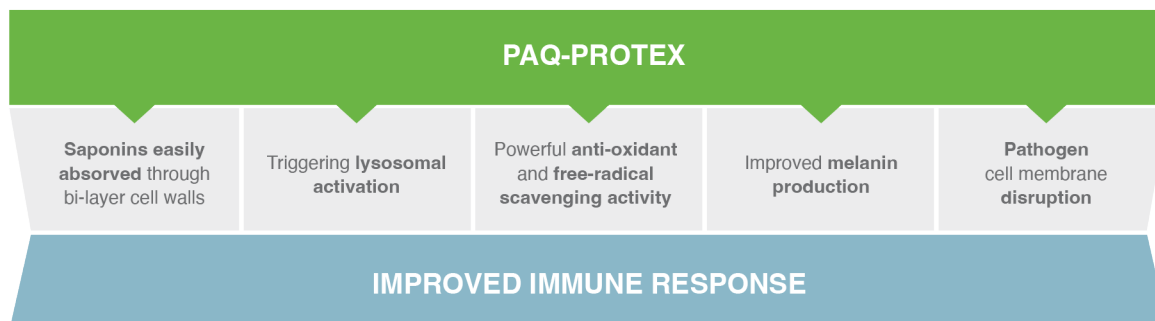 PAQ-PROTEX
Saponins easily
absorved through
bi-layer cell walls
Triggering lysosomal
activation
Powerful anti-oxidant
and free-radical
scavenging activity
Improved melanin
production
Pathogen
cell membrane
disruption
IMPROVED IMMUNE RESPONSE